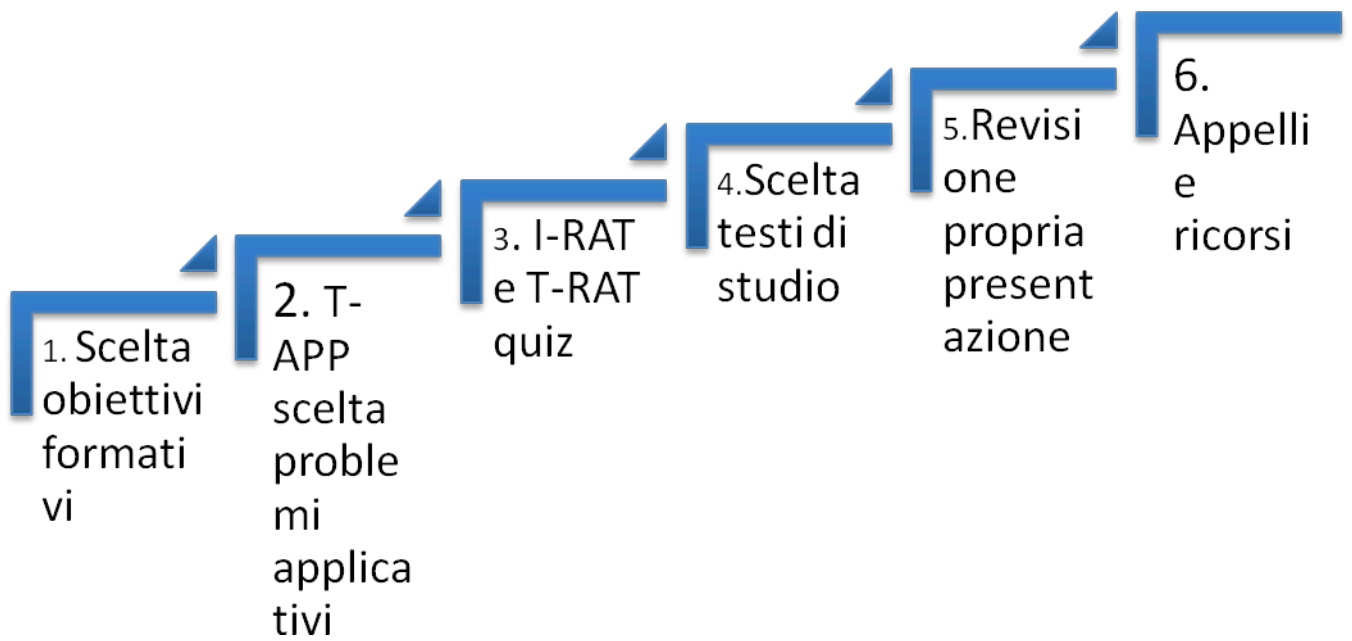 1. Scelta
obiettivi
formati
vi
2. T-
APP
scelta
proble
mi
applica
tivi
3. I-RAT
e T-RAT
quiz
4.Scelta
testi di
studio
5.Revisi
one
propria
present
azione
6.
Appelli
e
ricorsi